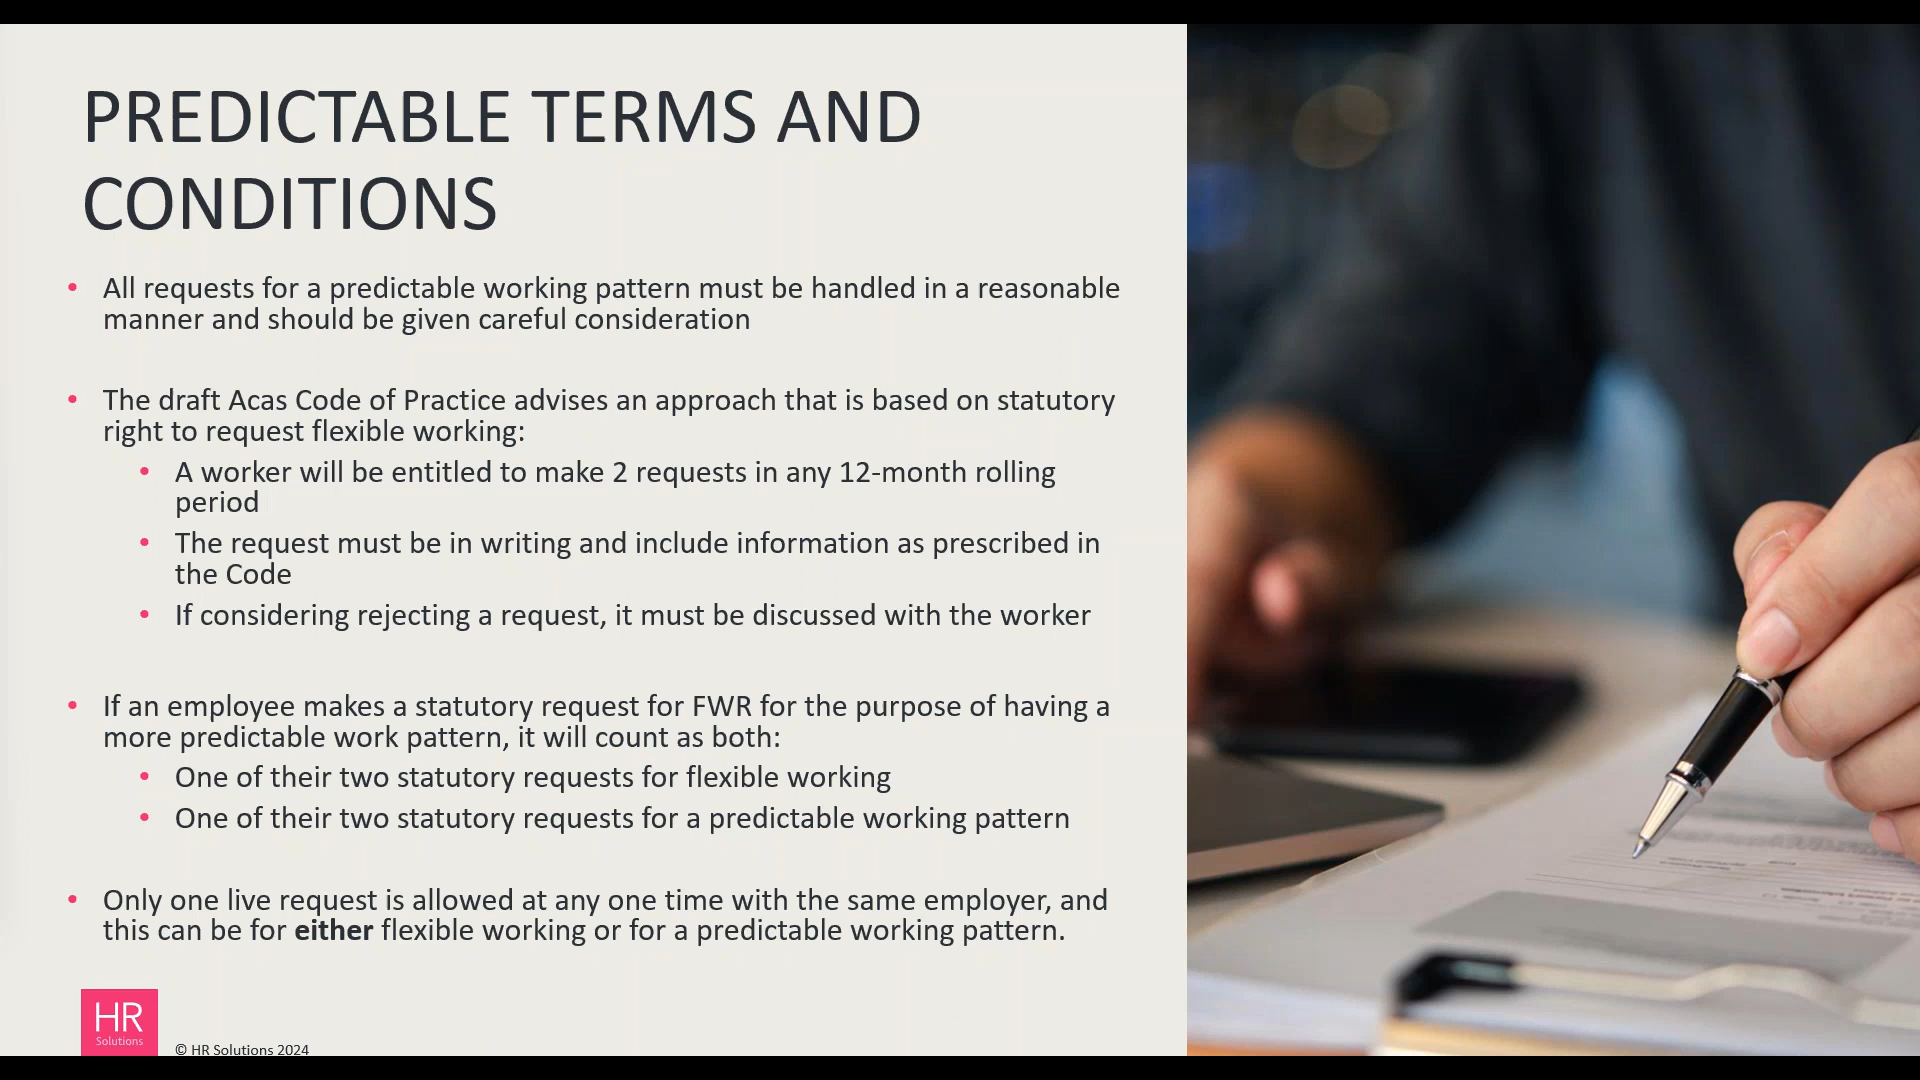 PREDICTABLE TERMS AND
CONDITIONS
• All requests for a predictable working pattern must be handled in a reasonable
manner and should be given careful consideration
• The draft Acas Code of Practice advises an approach that is based on statutory
right to request flexible working:
• A worker will be entitled to make 2 requests in any 12-month rolling
period
• The request must be in writing and include information as prescribed in
the Code
• If considering rejecting a request, it must be discussed with the worker
• If an employee makes a statutory request for FWR for the purpose of having a
more predictable work pattern, it will count as both:
• One of their two statutory requests for flexible working
• One of their two statutory requests for a predictable working pattern
• Only one live request is allowed at any one time with the same employer, and
this can be for either flexible working or for a predictable working pattern.
HR
Solutions
© HR Solutions 2024